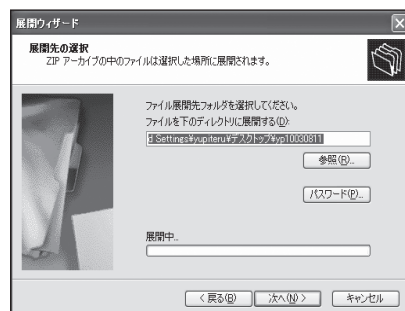 展開ウィザード
展開先の選択
ZIP アーカイブの中のファイルは選択した場所に展開されます。
ファイル展開先フォルダを選択してください。
ファイルを下のディレクトリに展開する(D):
d Settings¥yupiteru¥デスクトップ¥yp10030811
参照(R)...
パスワード(P)...
展開中...
< 戻る(B)
次へ(N) >
キャンセル